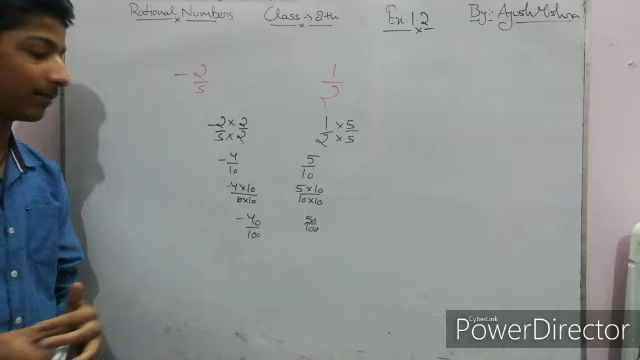 Rational Numbers Class → 8th Ex. 1.2 By:- Ayush Mishra
-2/5 1/2
-2×2/5×2 1×5/2×5
-4/10 5/10
-4×10/10×10 5×10/10×10
-40/100 50/100
CyberLink
PowerDirector